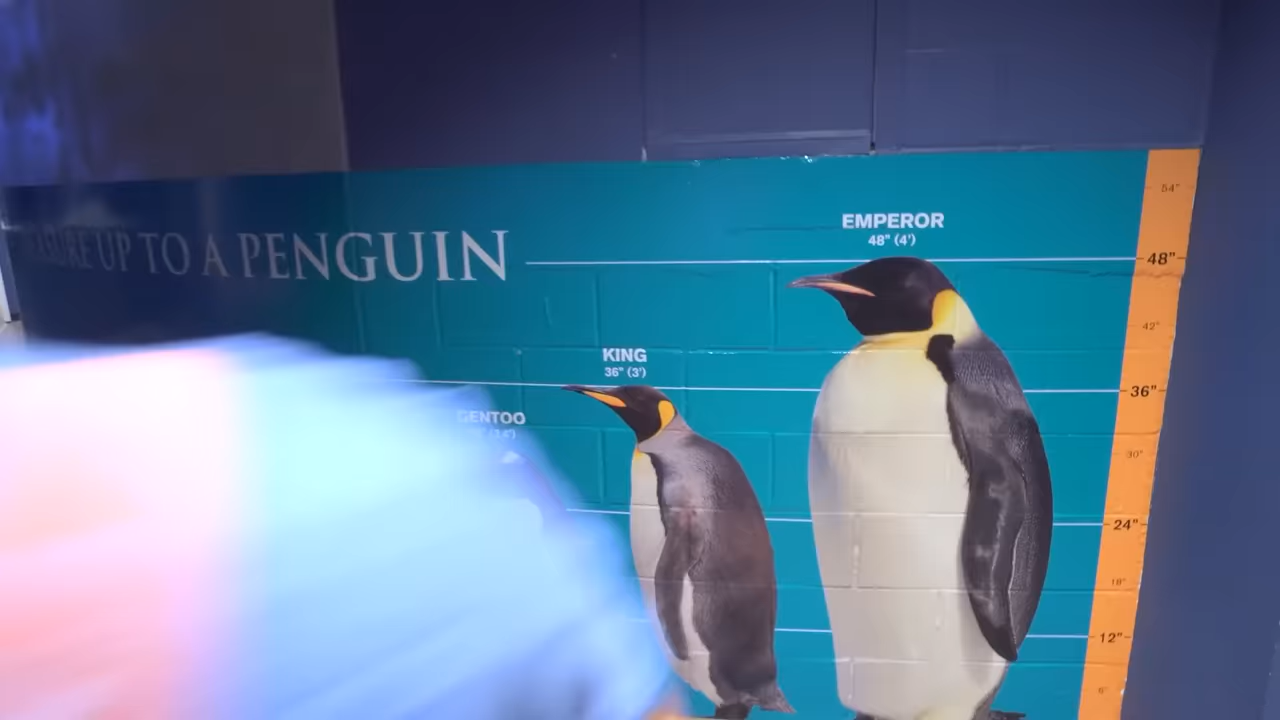 UP TO A PENGUIN
EMPEROR
48" (4')
KING
36" (3')
GENTOO
54"
48"
42"
36"
30"
24"
18"
12"
6"